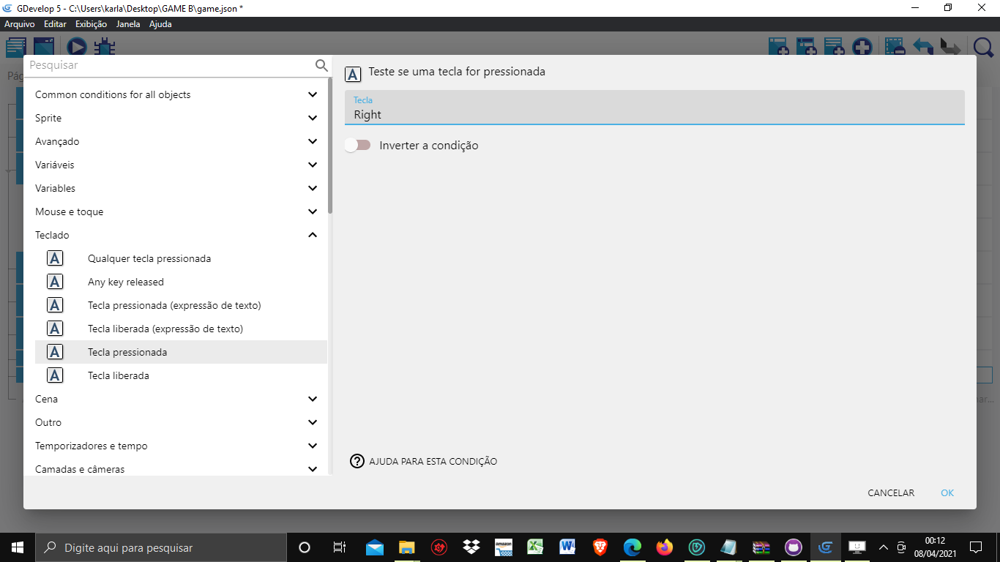 GDevelop 5 - C:\Users\karla\Desktop\GAME B\game.json *
Arquivo Editar Exibição Janela Ajuda
Pesquisar
Pág
Common conditions for all objects
Sprite
Avançado
Variáveis
Variables
Mouse e toque
Teclado
A Qualquer tecla pressionada
A Any key released
A Tecla pressionada (expressão de texto)
A Tecla liberada (expressão de texto)
A Tecla pressionada
A Tecla liberada
Cena
Outro
Temporizadores e tempo
Camadas e câmeras
A Teste se uma tecla for pressionada
Tecla
Right
Inverter a condição
? AJUDA PARA ESTA CONDIÇÃO
CANCELAR OK
Digite aqui para pesquisar
amazon
00:12
08/04/2021